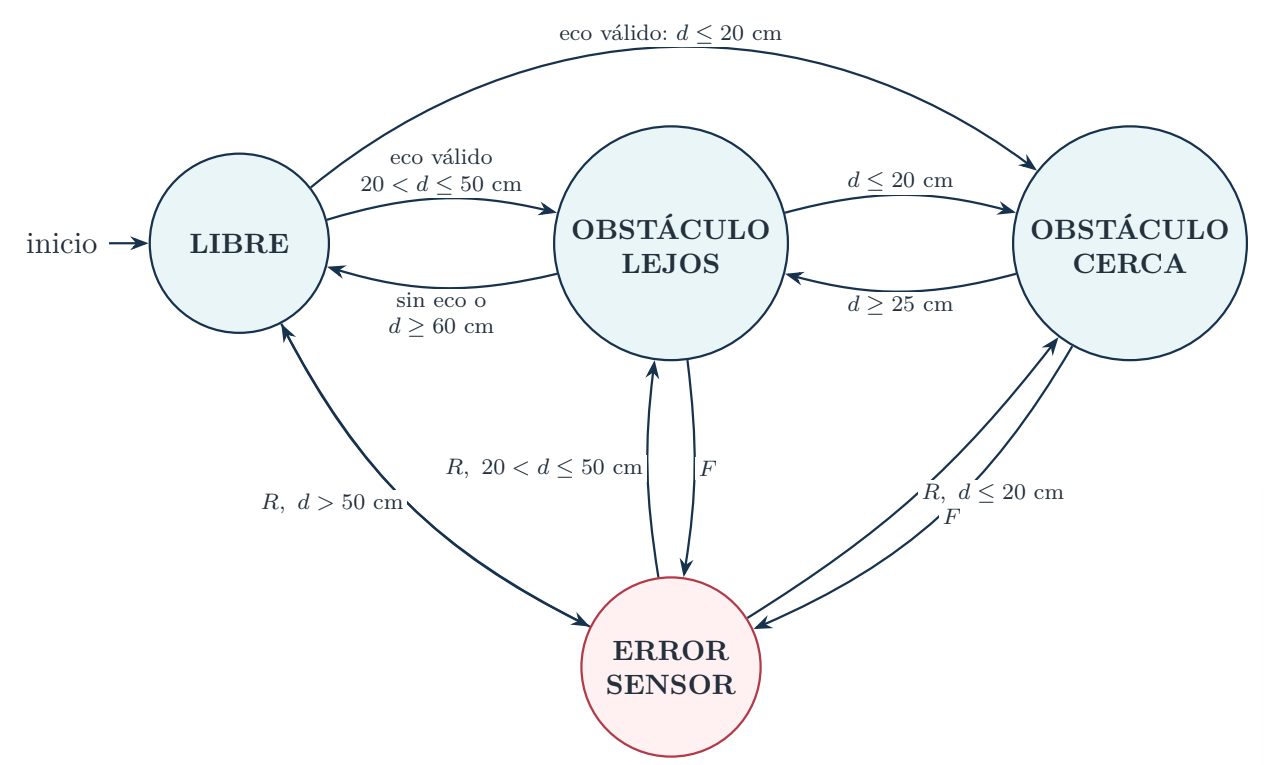 eco válido: d ≤ 20 cm
eco válido
20 < d ≤ 50 cm
d ≤ 20 cm
inicio
LIBRE
OBSTÁCULO
LEJOS
OBSTÁCULO
CERCA
sin eco o
d ≥ 60 cm
d ≥ 25 cm
R, 20 < d ≤ 50 cm
F
R, d > 50 cm
R, d ≤ 20 cm
F
ERROR
SENSOR